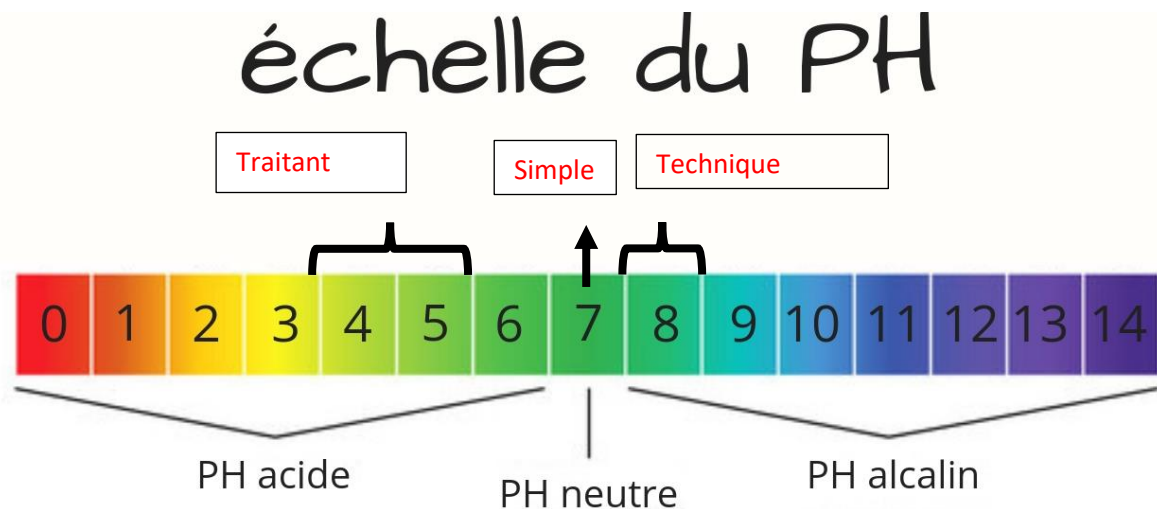 échelle du PH
Traitant
Simple
Technique
0 1 2 3 4 5 6 7 8 9 10 11 12 13 14
PH acide
PH neutre
PH alcalin